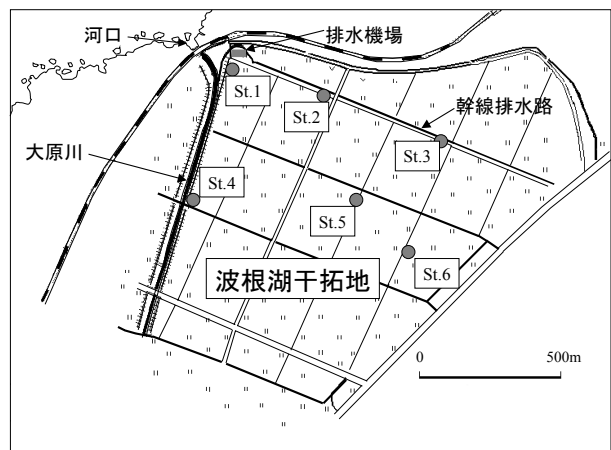 河口
排水機場
St.1
St.2
幹線排水路
St.3
大原川
St.4
St.5
St.6
波根湖干拓地
0
500m